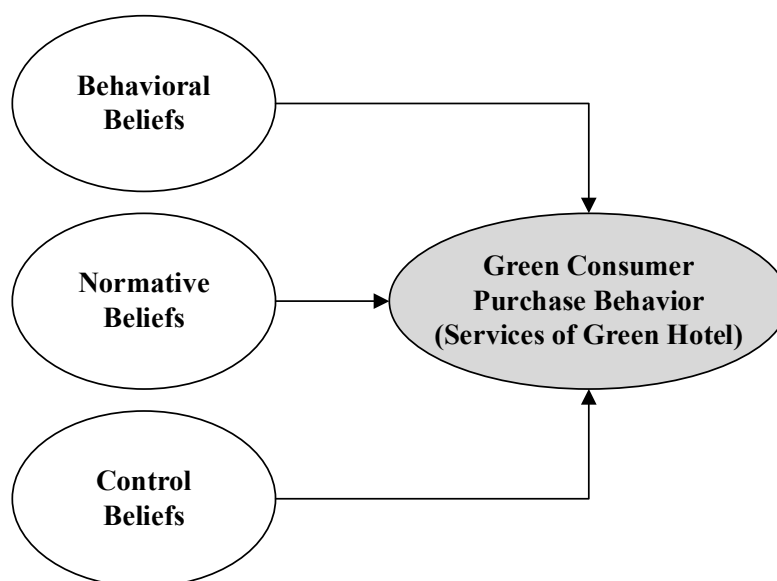 Behavioral
Beliefs
Normative
Beliefs
Green Consumer
Purchase Behavior
(Services of Green Hotel)
Control
Beliefs